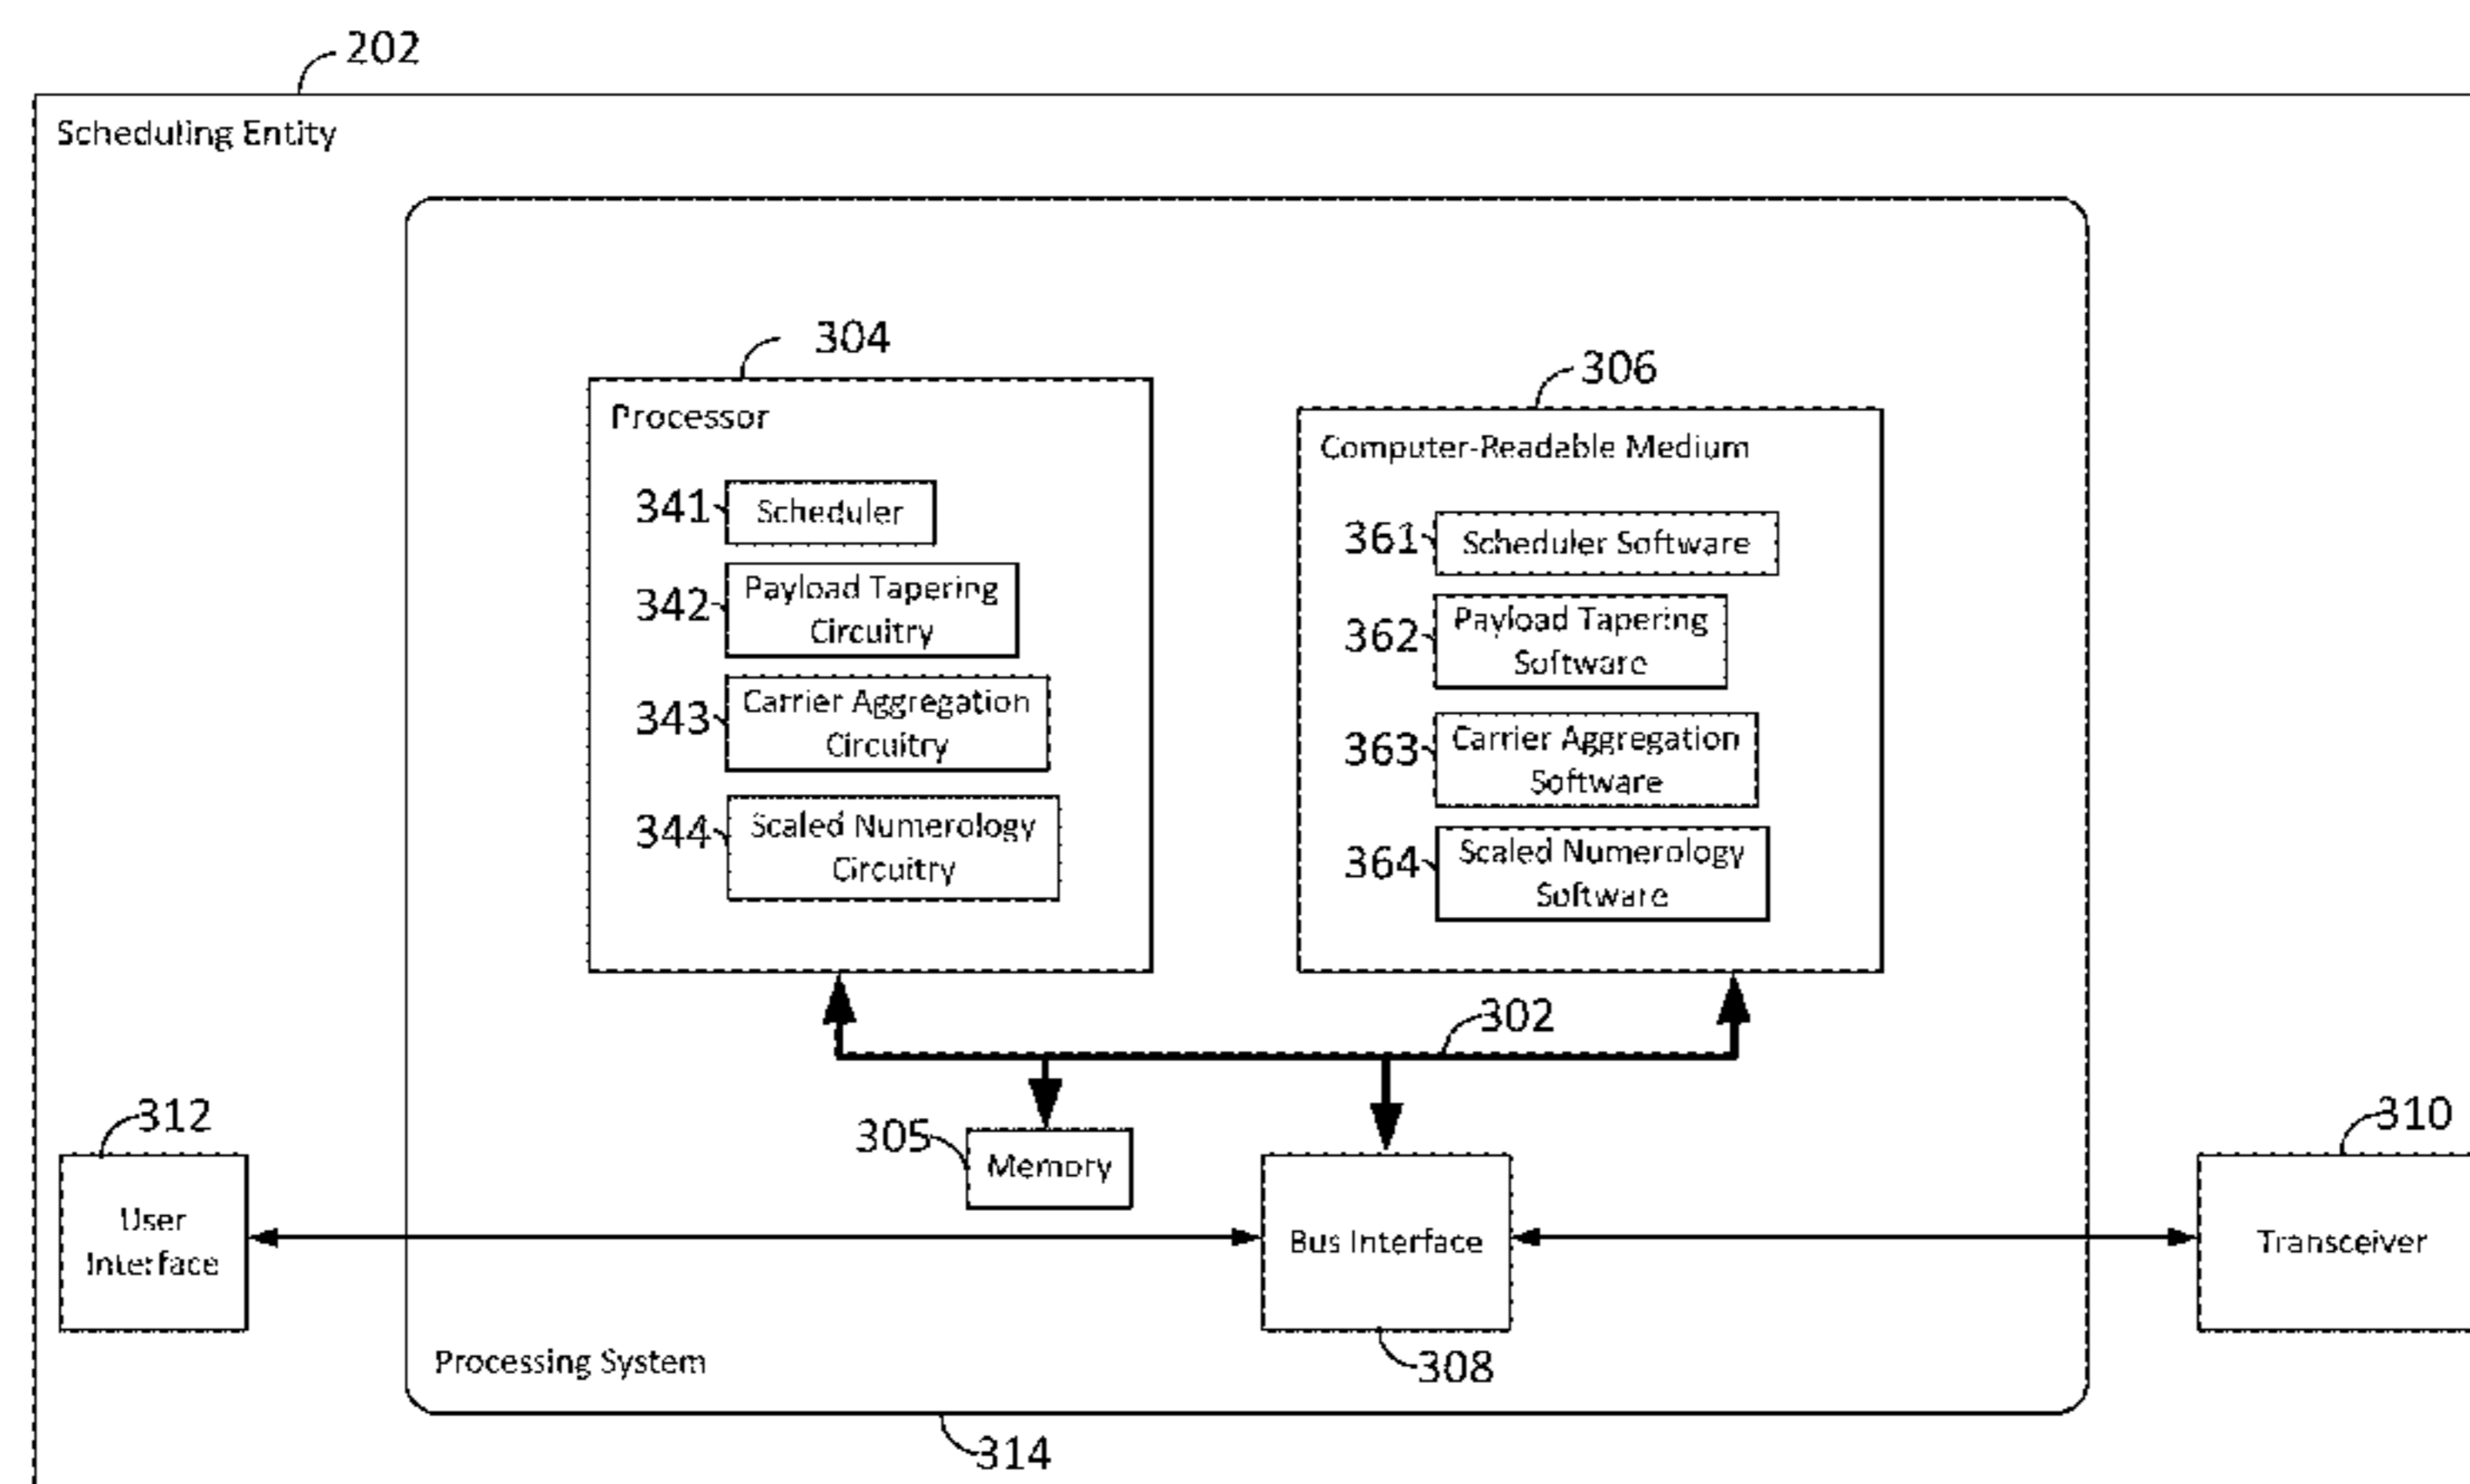 202
Scheduling Entity
304
306
Processor
Computer-Readable Medium
341
Scheduler
342
Payload Tapering
Circuitry
343
Carrier Aggregation
Circuitry
344
Scaled Numerology
Circuitry
361
Scheduler Software
362
Payload Tapering
Software
363
Carrier Aggregation
Software
364
Scaled Numerology
Software
302
312
User
Interface
305
Memory
Bus Interface
308
310
Transceiver
Processing System
314